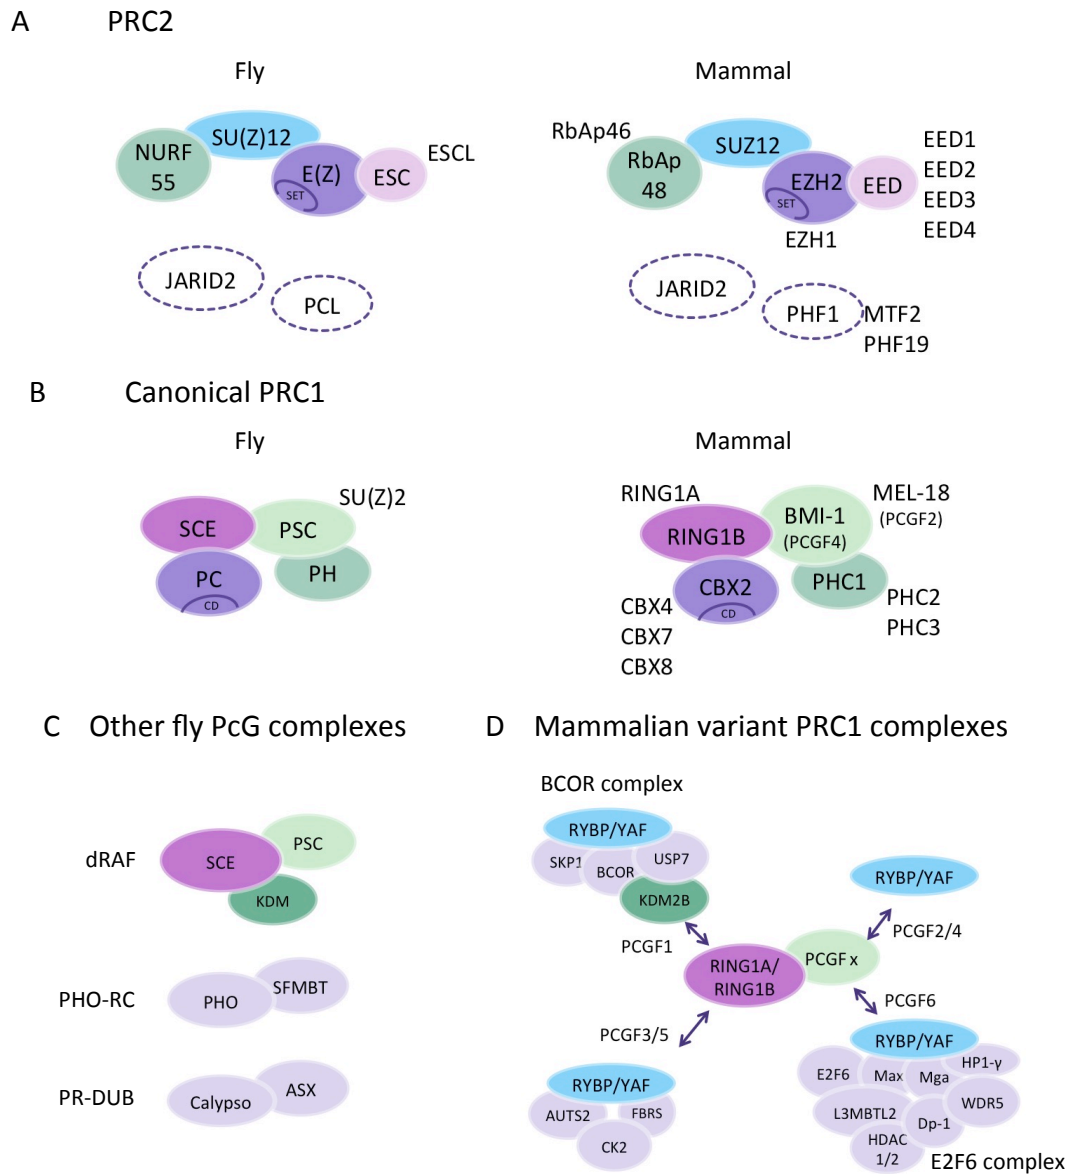 A PRC2
Fly
Mammal
NURF
55
SU(Z)12
E(Z)
SET
ESC
ESCL
JARID2
PCL
RbAp46
RbAp
48
SUZ12
EZH2
SET
EED
EED1
EED2
EED3
EED4
EZH1
JARID2
PHF1
MTF2
PHF19
B Canonical PRC1
Fly
Mammal
SCE
PSC
SU(Z)2
PC
CD
PH
RING1A
RING1B
BMI-1
(PCGF4)
MEL-18
(PCGF2)
CBX2
CD
PHC1
CBX4
CBX7
CBX8
PHC2
PHC3
C Other fly PcG complexes
dRAF
SCE
PSC
KDM
PHO-RC
PHO
SFMBT
PR-DUB
Calypso
ASX
D Mammalian variant PRC1 complexes
BCOR complex
RYBP/YAF
SKP1
BCOR
USP7
KDM2B
PCGF1
RYBP/YAF
PCGF2/4
RING1A/
RING1B
PCGF x
PCGF3/5
RYBP/YAF
AUTS2
FBRS
CK2
PCGF6
RYBP/YAF
E2F6
Max
Mga
HP1-γ
L3MBTL2
Dp-1
WDR5
HDAC
1/2
E2F6 complex